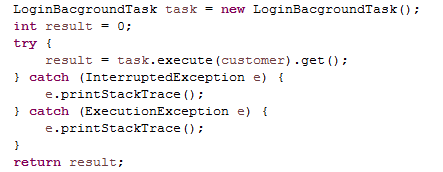 LoginBacgroundTask task = new LoginBacgroundTask();
int result = 0;
try {
    result = task.execute(customer).get();
} catch (InterruptedException e) {
    e.printStackTrace();
} catch (ExecutionException e) {
    e.printStackTrace();
}
return result;